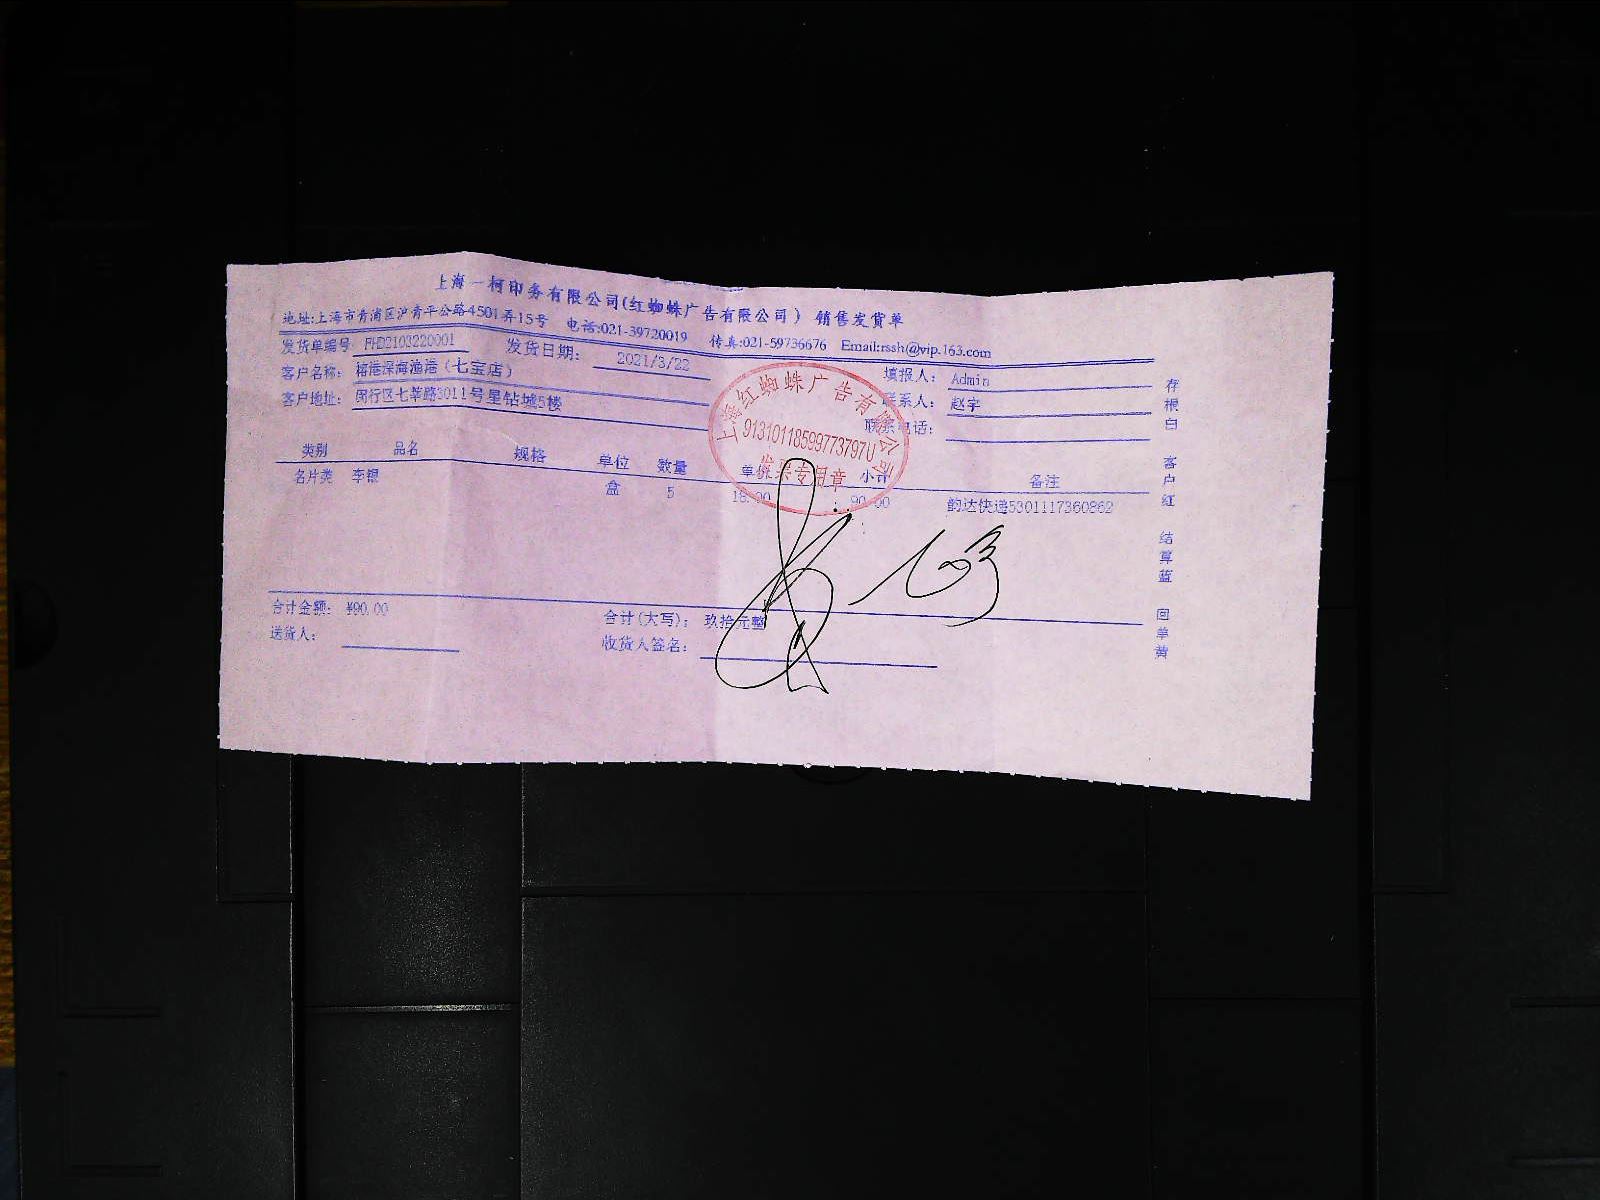 上海一柯印务有限公司(红蜘蛛广告有限公司) 销售发货单
地址:上海市青浦区沪青平公路4501弄15号 电话:021-39720019 传真:021-59736676 Email:rssh@vip.163.com
发货单编号 FHD2103220001 发货日期: 2021/3/22 填报人: Admin
客户名称: 榕港深海渔港(七宝店) 联系人: 赵宇
客户地址: 闵行区七莘路3011号星钻城5楼 联系电话:
上海红蜘蛛广告有限公司
91310118599773797U
发票专用章
类别 品名 规格 单位 数量 单价 小计 备注
名片类 李银 盒 5 18.00 90.00 韵达快递5301117360862
合计金额: ¥90.00 合计(大写): 玖拾元整
送货人: 收货人签名:
存根白 客户红 结算蓝 回单黄